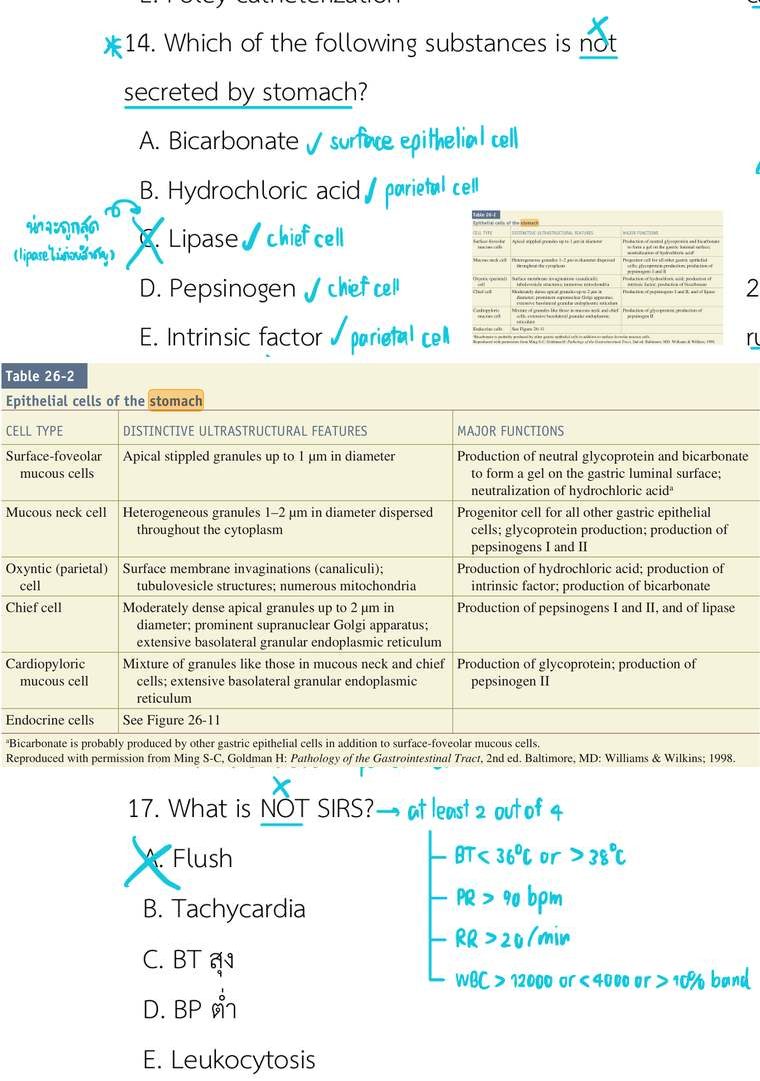 E. Foley catheterization
*14. Which of the following substances is not
secreted by stomach?
A. Bicarbonate ✓ surface epithelial cell
B. Hydrochloric acid ✓ parietal cell
น่าจะถูกสุด
(lipase ไม่ค่อยสำคัญ)
C. Lipase ✓ chief cell
D. Pepsinogen ✓ chief cell
E. Intrinsic factor ✓ parietal cell
Table 26-2
Epithelial cells of the stomach
CELL TYPE DISTINCTIVE ULTRASTRUCTURAL FEATURES MAJOR FUNCTIONS
Surface-foveolar Apical stippled granules up to 1 μm in diameter Production of neutral glycoprotein and bicarbonate
mucous cells to form a gel on the gastric luminal surface;
neutralization of hydrochloric acidᵃ
Mucous neck cell Heterogeneous granules 1–2 μm in diameter dispersed Progenitor cell for all other gastric epithelial
throughout the cytoplasm cells; glycoprotein production; production of
pepsinogens I and II
Oxyntic (parietal) Surface membrane invaginations (canaliculi); Production of hydrochloric acid; production of
cell tubulovesicle structures; numerous mitochondria intrinsic factor; production of bicarbonate
Chief cell Moderately dense apical granules up to 2 μm in Production of pepsinogens I and II, and of lipase
diameter; prominent supranuclear Golgi apparatus;
extensive basolateral granular endoplasmic reticulum
Cardiopyloric Mixture of granules like those in mucous neck and chief Production of glycoprotein; production of
mucous cell cells; extensive basolateral granular endoplasmic pepsinogen II
reticulum
Endocrine cells See Figure 26-11
ᵃBicarbonate is probably produced by other gastric epithelial cells in addition to surface-foveolar mucous cells.
Reproduced with permission from Ming S-C, Goldman H: Pathology of the Gastrointestinal Tract, 2nd ed. Baltimore, MD: Williams & Wilkins; 1998.
17. What is NOT SIRS? → at least 2 out of 4
A. Flush
BT < 36°C or > 38°C
B. Tachycardia
PR > 90 bpm
RR > 20/min
C. BT สูง
WBC > 12000 or < 4000 or > 10% band
D. BP ต่ำ
E. Leukocytosis